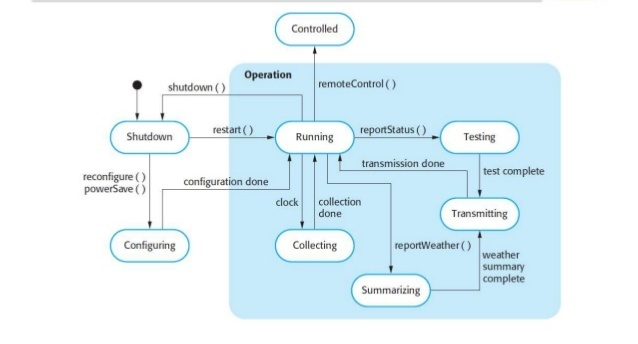 Controlled
Operation
shutdown ( )
remoteControl ( )
Shutdown
restart ( )
Running
reportStatus ( )
Testing
transmission done
test complete
reconfigure ( )
powerSave ( )
configuration done
clock
collection
done
Transmitting
Configuring
Collecting
reportWeather ( )
weather
summary
complete
Summarizing